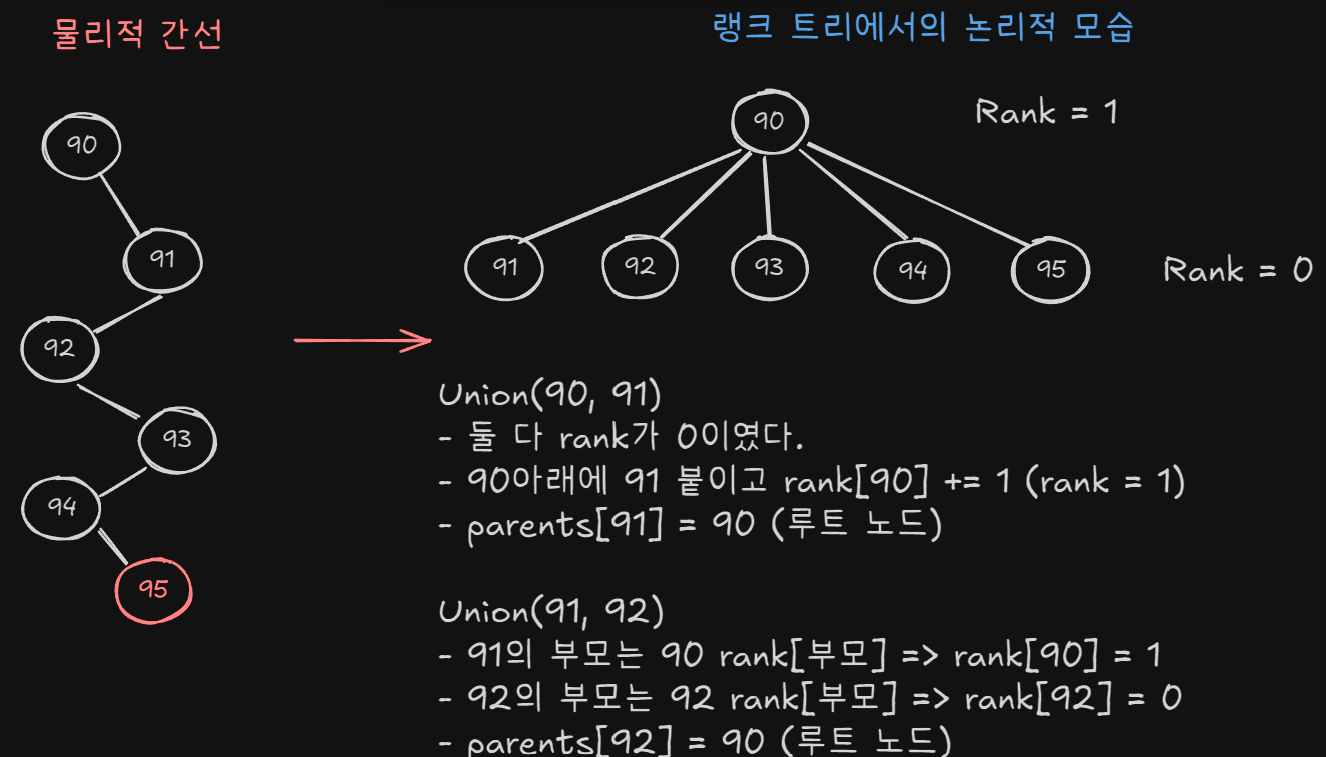 물리적 간선
랭크 트리에서의 논리적 모습
90
91
92
93
94
95
90
Rank = 1
91
92
93
94
95
Rank = 0
Union(90, 91)
- 둘 다 rank가 0이였다.
- 90아래에 91 붙이고 rank[90] += 1 (rank = 1)
- parents[91] = 90 (루트 노드)
Union(91, 92)
- 91의 부모는 90 rank[부모] => rank[90] = 1
- 92의 부모는 92 rank[부모] => rank[92] = 0
- parents[92] = 90 (루트 노드)